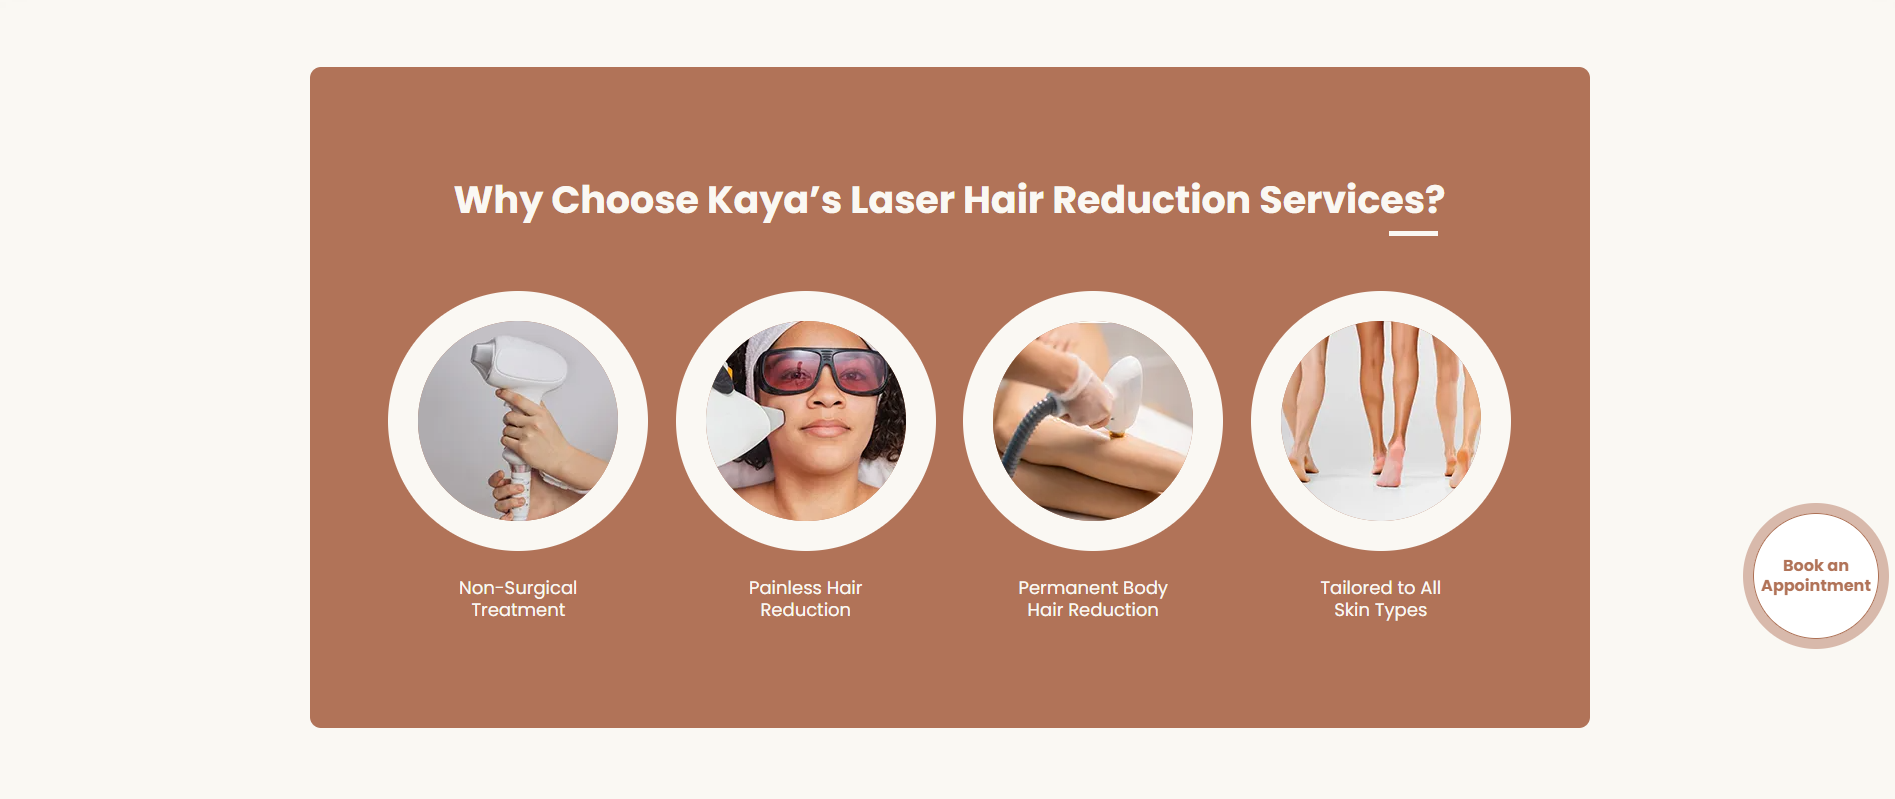 Why Choose Kaya’s Laser Hair Reduction Services?
Non-Surgical
Treatment
Painless Hair
Reduction
Permanent Body
Hair Reduction
Tailored to All
Skin Types
Book an
Appointment